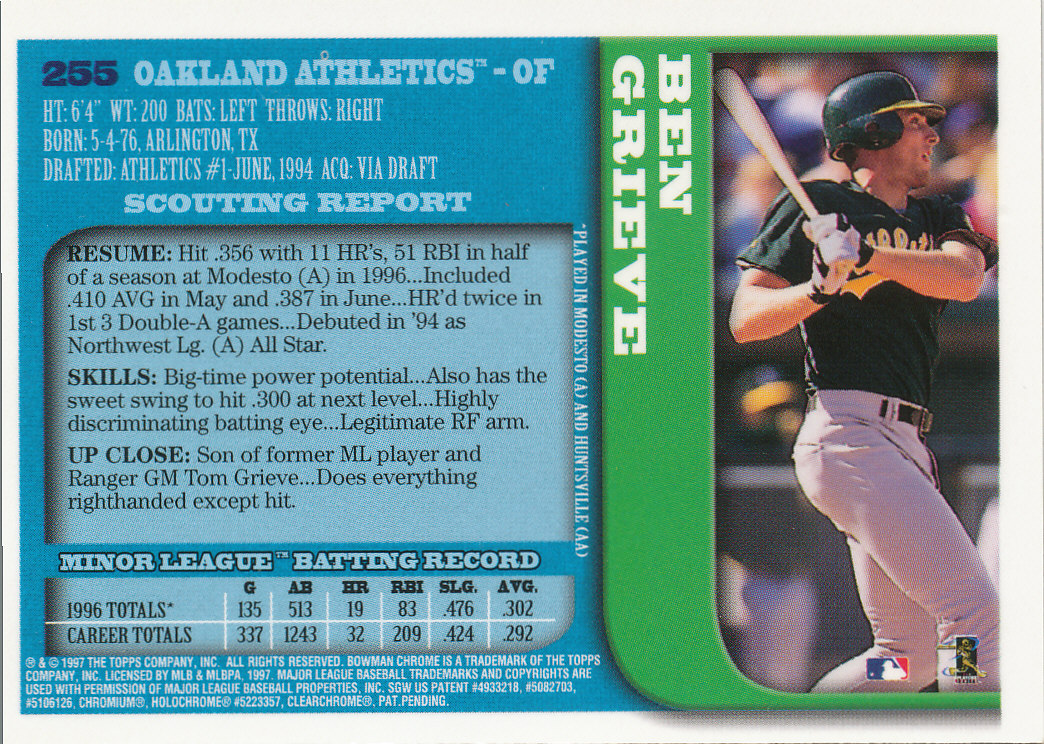 255 OAKLAND ATHLETICS™ - OF
HT: 6'4" WT: 200 BATS: LEFT THROWS: RIGHT
BORN: 5-4-76, ARLINGTON, TX
DRAFTED: ATHLETICS #1-JUNE, 1994 ACQ: VIA DRAFT
SCOUTING REPORT
RESUME: Hit .356 with 11 HR's, 51 RBI in half
of a season at Modesto (A) in 1996...Included
.410 AVG in May and .387 in June...HR'd twice in
1st 3 Double-A games...Debuted in '94 as
Northwest Lg. (A) All Star.
SKILLS: Big-time power potential...Also has the
sweet swing to hit .300 at next level...Highly
discriminating batting eye...Legitimate RF arm.
UP CLOSE: Son of former ML player and
Ranger GM Tom Grieve...Does everything
righthanded except hit.
*PLAYED IN MODESTO (A) AND HUNTSVILLE (AA)
MINOR LEAGUE™ BATTING RECORD
G AB HR RBI SLG. AVG.
1996 TOTALS* 135 513 19 83 .476 .302
CAREER TOTALS 337 1243 32 209 .424 .292
® & © 1997 THE TOPPS COMPANY, INC. ALL RIGHTS RESERVED. BOWMAN CHROME IS A TRADEMARK OF THE TOPPS
COMPANY, INC. LICENSED BY MLB & MLBPA, 1997. MAJOR LEAGUE BASEBALL TRADEMARKS AND COPYRIGHTS ARE
USED WITH PERMISSION OF MAJOR LEAGUE BASEBALL PROPERTIES, INC. SGW US PATENT #4933218, #5082703,
#5106126, CHROMIUM®, HOLOCHROME® #5223357, CLEARCHROME®, PAT.PENDING.
BEN
GRIEVE